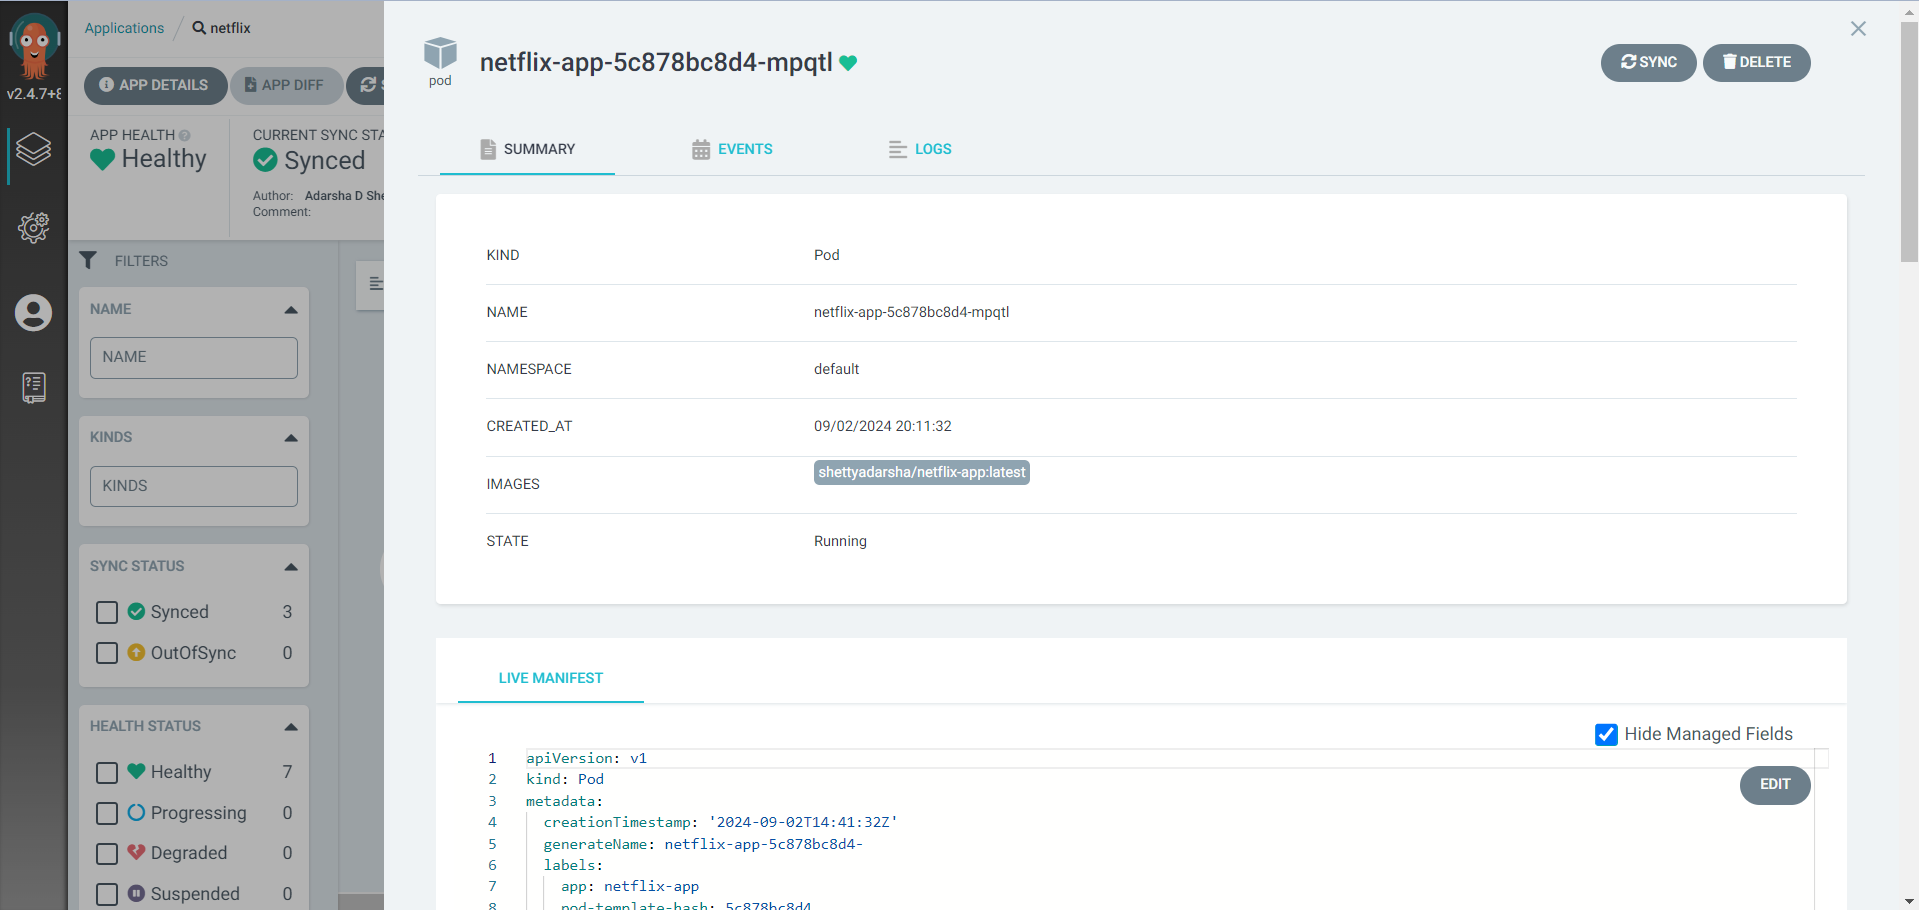 v2.4.7+8
Applications / netflix
APP DETAILS
APP DIFF
APP HEALTH
Healthy
CURRENT SYNC STA
Synced
Author: Adarsha D She
Comment:
FILTERS
NAME
NAME
KINDS
KINDS
SYNC STATUS
Synced 3
OutOfSync 0
HEALTH STATUS
Healthy 7
Progressing 0
Degraded 0
Suspended 0
pod
netflix-app-5c878bc8d4-mpqtl
SYNC
DELETE
SUMMARY
EVENTS
LOGS
KIND Pod
NAME netflix-app-5c878bc8d4-mpqtl
NAMESPACE default
CREATED_AT 09/02/2024 20:11:32
IMAGES shettyadarsha/netflix-app:latest
STATE Running
LIVE MANIFEST
Hide Managed Fields
EDIT
1 apiVersion: v1
2 kind: Pod
3 metadata:
4 creationTimestamp: '2024-09-02T14:41:32Z'
5 generateName: netflix-app-5c878bc8d4-
6 labels:
7 app: netflix-app
8 pod-template-hash: 5c878bc8d4